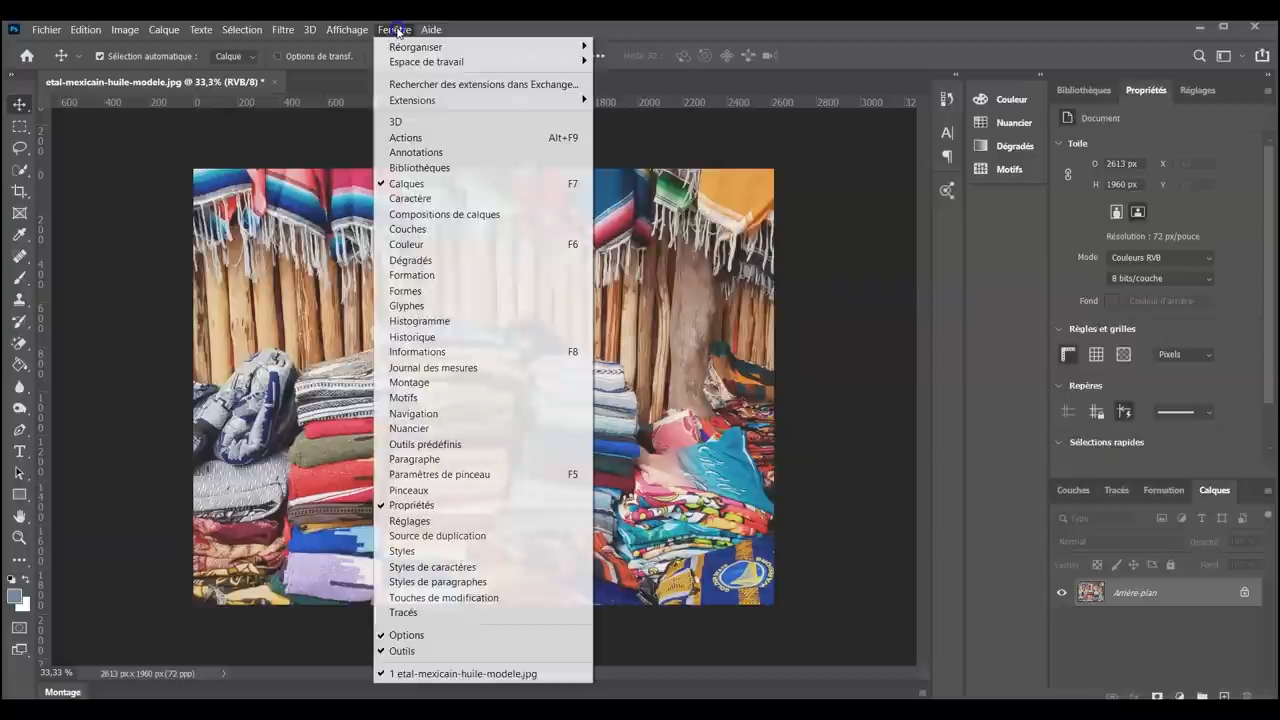 Ps Fichier Edition Image Calque Texte Sélection Filtre 3D Affichage Fenêtre Aide
Sélection automatique : Calque Options de transf.
etal-mexicain-huile-modele.jpg @ 33,3% (RVB/8) *
600 400 200 0 200 400 600 1800 2000 2200 2400 2600 2800 3000 32
Réorganiser
Espace de travail
Rechercher des extensions dans Exchange...
Extensions
3D
Actions Alt+F9
Annotations
Bibliothèques
Calques F7
Caractère
Compositions de calques
Couches
Couleur F6
Dégradés
Formation
Formes
Glyphes
Histogramme
Historique
Informations F8
Journal des mesures
Montage
Motifs
Navigation
Nuancier
Outils prédéfinis
Paragraphe
Paramètres de pinceau F5
Pinceaux
Propriétés
Réglages
Source de duplication
Styles
Styles de caractères
Styles de paragraphes
Touches de modification
Tracés
Options
Outils
1 etal-mexicain-huile-modele.jpg
Couleur
Nuancier
Dégradés
Motifs
Bibliothèques Propriétés Réglages
Document
Toile
2613 px X
H 1960 px Y
Résolution : 72 px/pouce
Mode Couleurs RVB
8 bits/couche
Fond Couleur d'arrière-
Règles et grilles
Pixels
Repères
Sélections rapides
Couches Tracés Formation Calques
Type
Normal Opacité
Verrou Fond
Arrière-plan
33,33 % 2613 px x 1960 px (72 ppp)
Montage